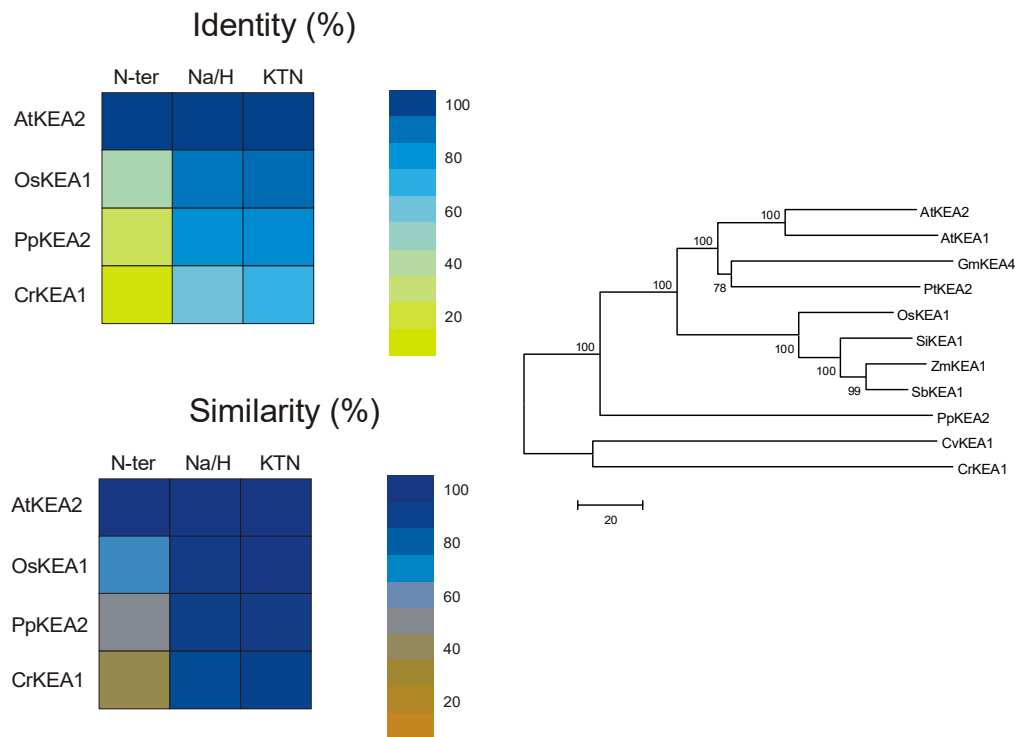 Identity (%)
N-ter Na/H KTN
AtKEA2
OsKEA1
PpKEA2
CrKEA1
100
80
60
40
20
Similarity (%)
N-ter Na/H KTN
AtKEA2
OsKEA1
PpKEA2
CrKEA1
100
80
60
40
20
AtKEA2
100
AtKEA1
100
GmKEA4
78
PtKEA2
100
OsKEA1
100
SiKEA1
100
ZmKEA1
99
SbKEA1
100
PpKEA2
CvKEA1
CrKEA1
20